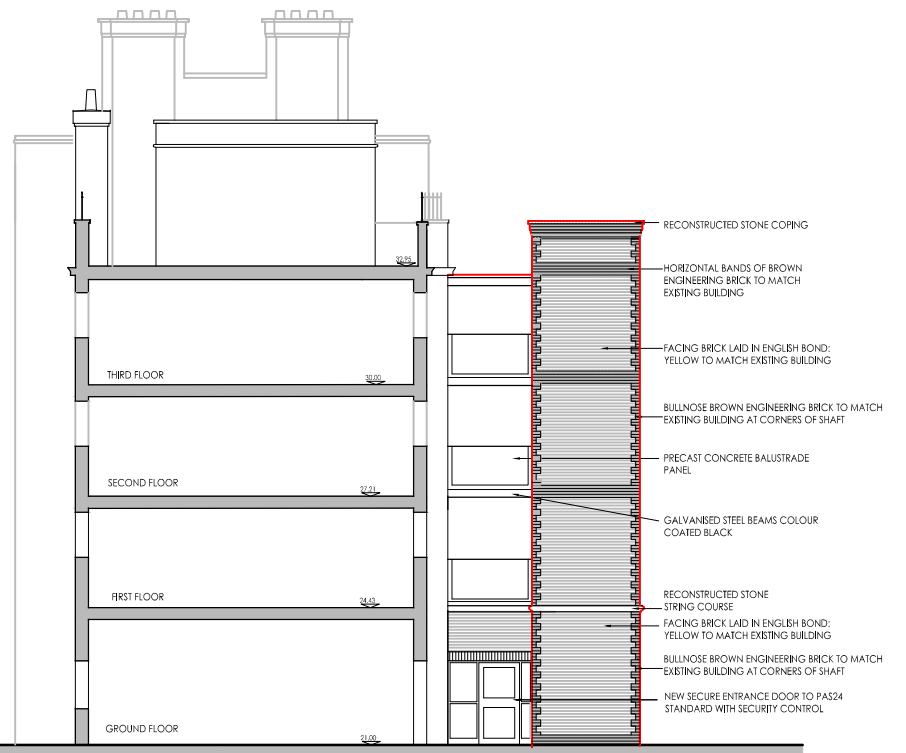 RECONSTRUCTED STONE COPING
32.95
HORIZONTAL BANDS OF BROWN
ENGINEERING BRICK TO MATCH
EXISTING BUILDING
FACING BRICK LAID IN ENGLISH BOND:
YELLOW TO MATCH EXISTING BUILDING
THIRD FLOOR
30.00
BULLNOSE BROWN ENGINEERING BRICK TO MATCH
EXISTING BUILDING AT CORNERS OF SHAFT
PRECAST CONCRETE BALUSTRADE
PANEL
SECOND FLOOR
27.21
GALVANISED STEEL BEAMS COLOUR
COATED BLACK
FIRST FLOOR
24.43
RECONSTRUCTED STONE
STRING COURSE
FACING BRICK LAID IN ENGLISH BOND:
YELLOW TO MATCH EXISTING BUILDING
BULLNOSE BROWN ENGINEERING BRICK TO MATCH
EXISTING BUILDING AT CORNERS OF SHAFT
NEW SECURE ENTRANCE DOOR TO PAS24
STANDARD WITH SECURITY CONTROL
GROUND FLOOR
21.00